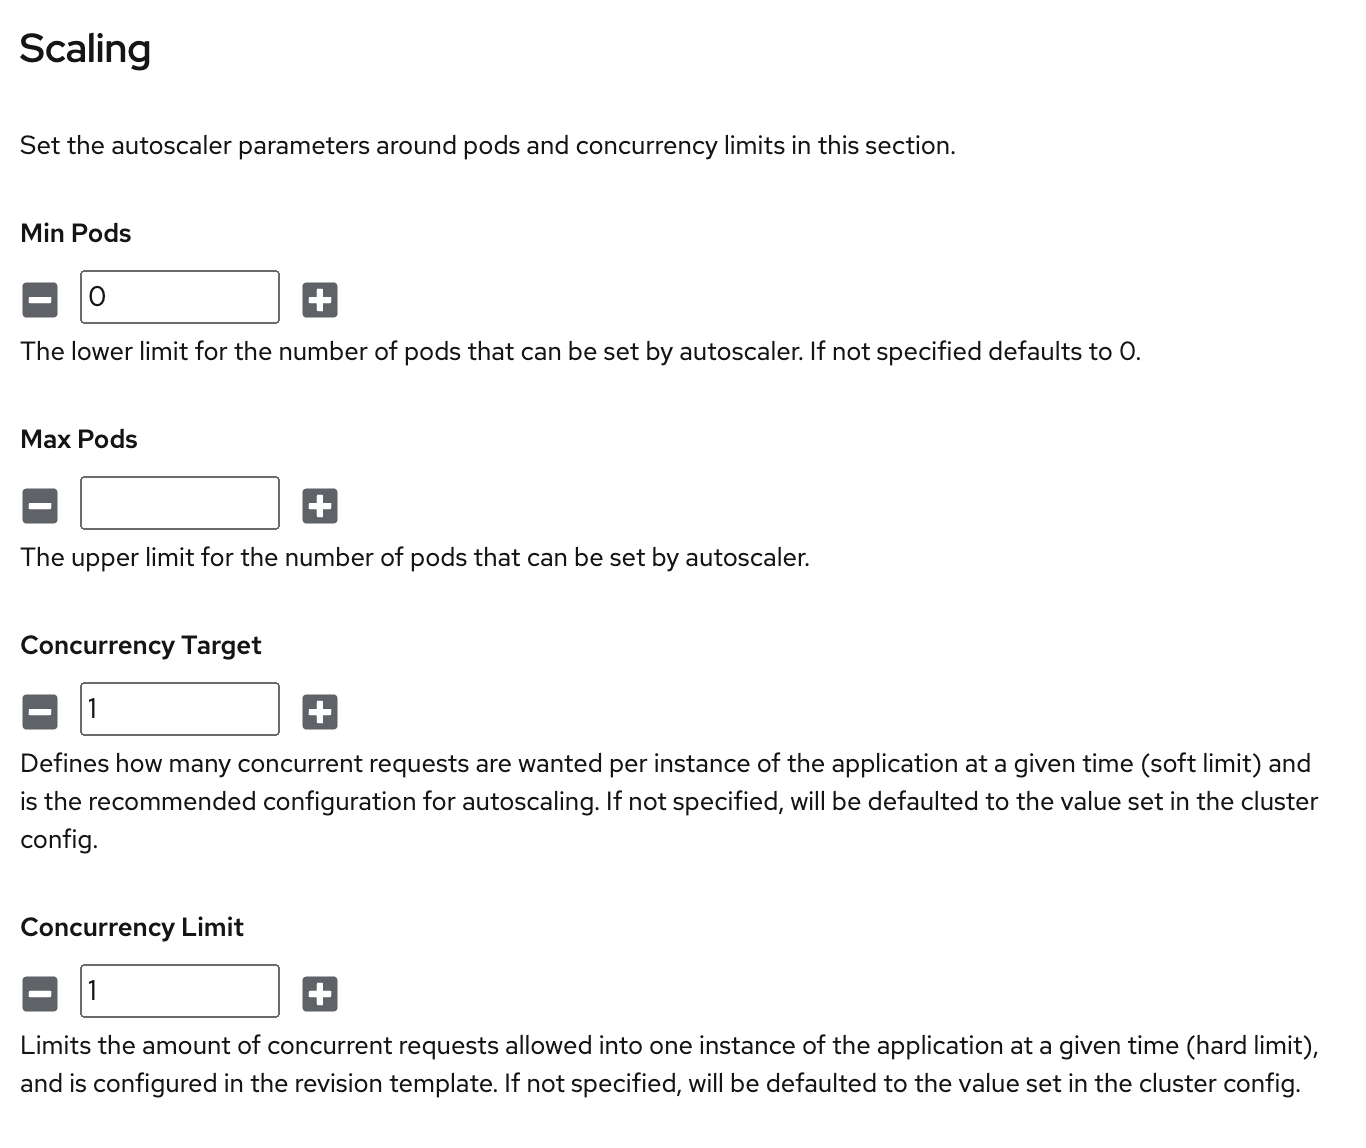 Scaling
Set the autoscaler parameters around pods and concurrency limits in this section.
Min Pods
0
The lower limit for the number of pods that can be set by autoscaler. If not specified defaults to 0.
Max Pods
The upper limit for the number of pods that can be set by autoscaler.
Concurrency Target
1
Defines how many concurrent requests are wanted per instance of the application at a given time (soft limit) and
is the recommended configuration for autoscaling. If not specified, will be defaulted to the value set in the cluster
config.
Concurrency Limit
1
Limits the amount of concurrent requests allowed into one instance of the application at a given time (hard limit),
and is configured in the revision template. If not specified, will be defaulted to the value set in the cluster config.